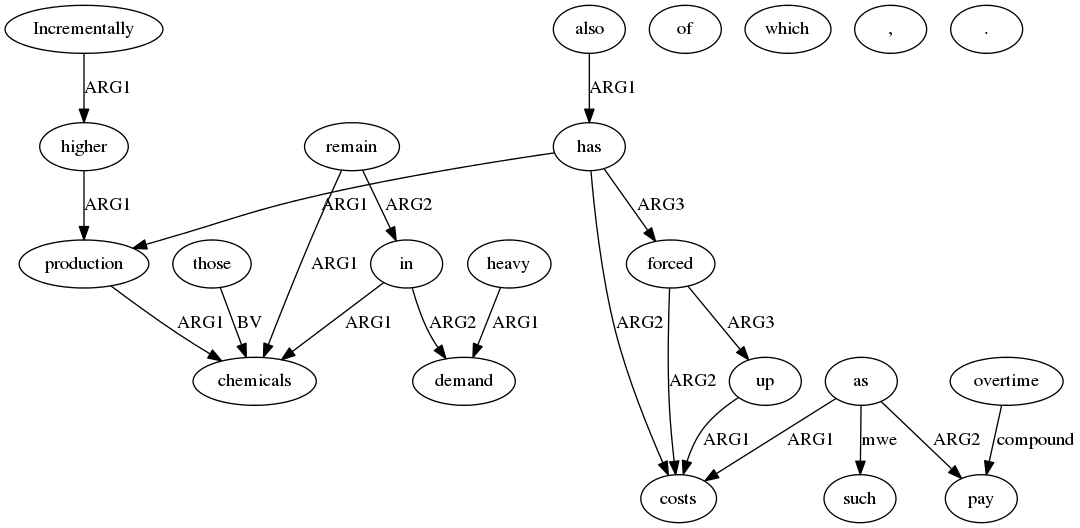 Incrementally also of which , .
ARG1 ARG1
higher remain has
ARG1 ARG1 ARG2 ARG3
production those in heavy forced
ARG1 BV ARG1 ARG1 ARG2 ARG1 ARG2 ARG2 ARG3
chemicals demand up as overtime
ARG1 ARG1 mwe ARG2 compound
costs such pay